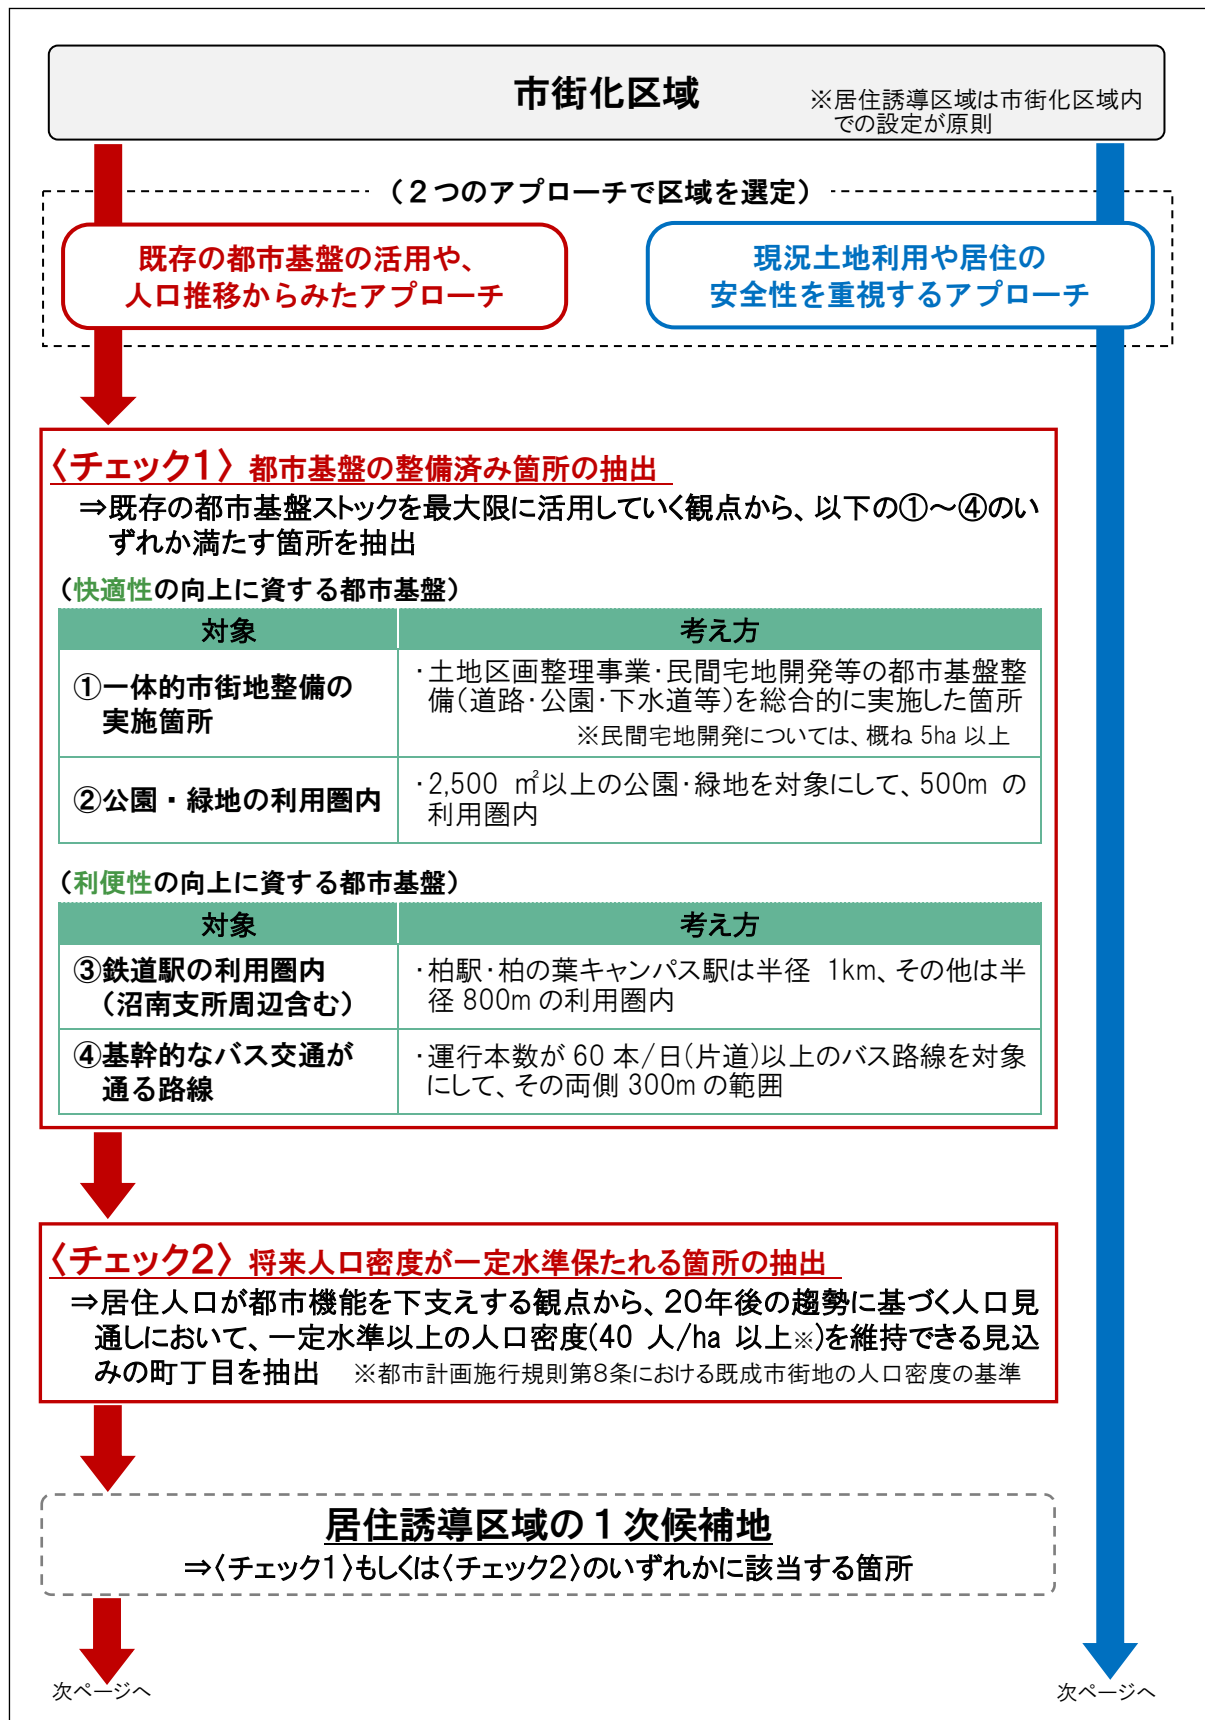 市街化区域
※居住誘導区域は市街化区域内
での設定が原則
（２つのアプローチで区域を選定）
既存の都市基盤の活用や、
人口推移からみたアプローチ
現況土地利用や居住の
安全性を重視するアプローチ
〈チェック1〉 都市基盤の整備済み箇所の抽出
⇒既存の都市基盤ストックを最大限に活用していく観点から、以下の①～④のい
ずれか満たす箇所を抽出
（快適性の向上に資する都市基盤）
対象
考え方
①一体的市街地整備の
実施箇所
・土地区画整理事業・民間宅地開発等の都市基盤整
備(道路・公園・下水道等)を総合的に実施した箇所
※民間宅地開発については、概ね 5ha 以上
②公園・緑地の利用圏内
・2,500 ㎡以上の公園・緑地を対象にして、500m の
利用圏内
（利便性の向上に資する都市基盤）
対象
考え方
③鉄道駅の利用圏内
（沼南支所周辺含む）
・柏駅・柏の葉キャンパス駅は半径 1km、その他は半
径 800m の利用圏内
④基幹的なバス交通が
通る路線
・運行本数が 60 本/日(片道)以上のバス路線を対象
にして、その両側 300m の範囲
〈チェック2〉 将来人口密度が一定水準保たれる箇所の抽出
⇒居住人口が都市機能を下支えする観点から、20年後の趨勢に基づく人口見
通しにおいて、一定水準以上の人口密度(40 人/ha 以上※)を維持できる見込
みの町丁目を抽出 ※都市計画施行規則第8条における既成市街地の人口密度の基準
居住誘導区域の１次候補地
⇒〈チェック1〉もしくは〈チェック2〉のいずれかに該当する箇所
次ページへ
次ページへ